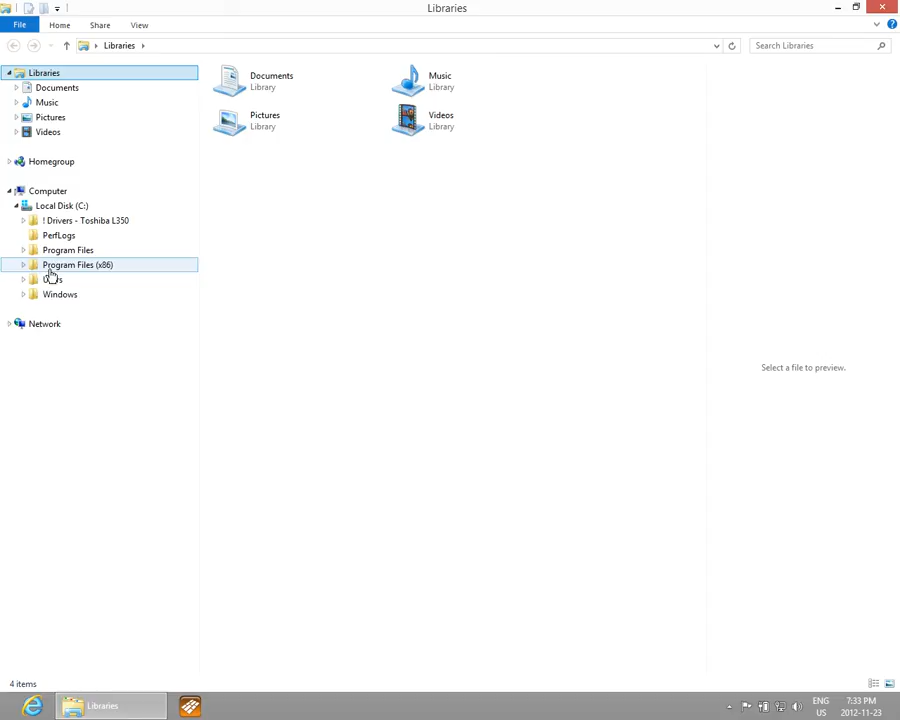 Libraries
File Home Share View
Libraries
Search Libraries
Libraries
Documents
Music
Pictures
Videos
Homegroup
Computer
Local Disk (C:)
! Drivers - Toshiba L350
PerfLogs
Program Files
Program Files (x86)
Windows
Network
Documents
Library
Music
Library
Pictures
Library
Videos
Library
Select a file to preview.
4 items
Libraries
ENG
US
7:33 PM
2012-11-23